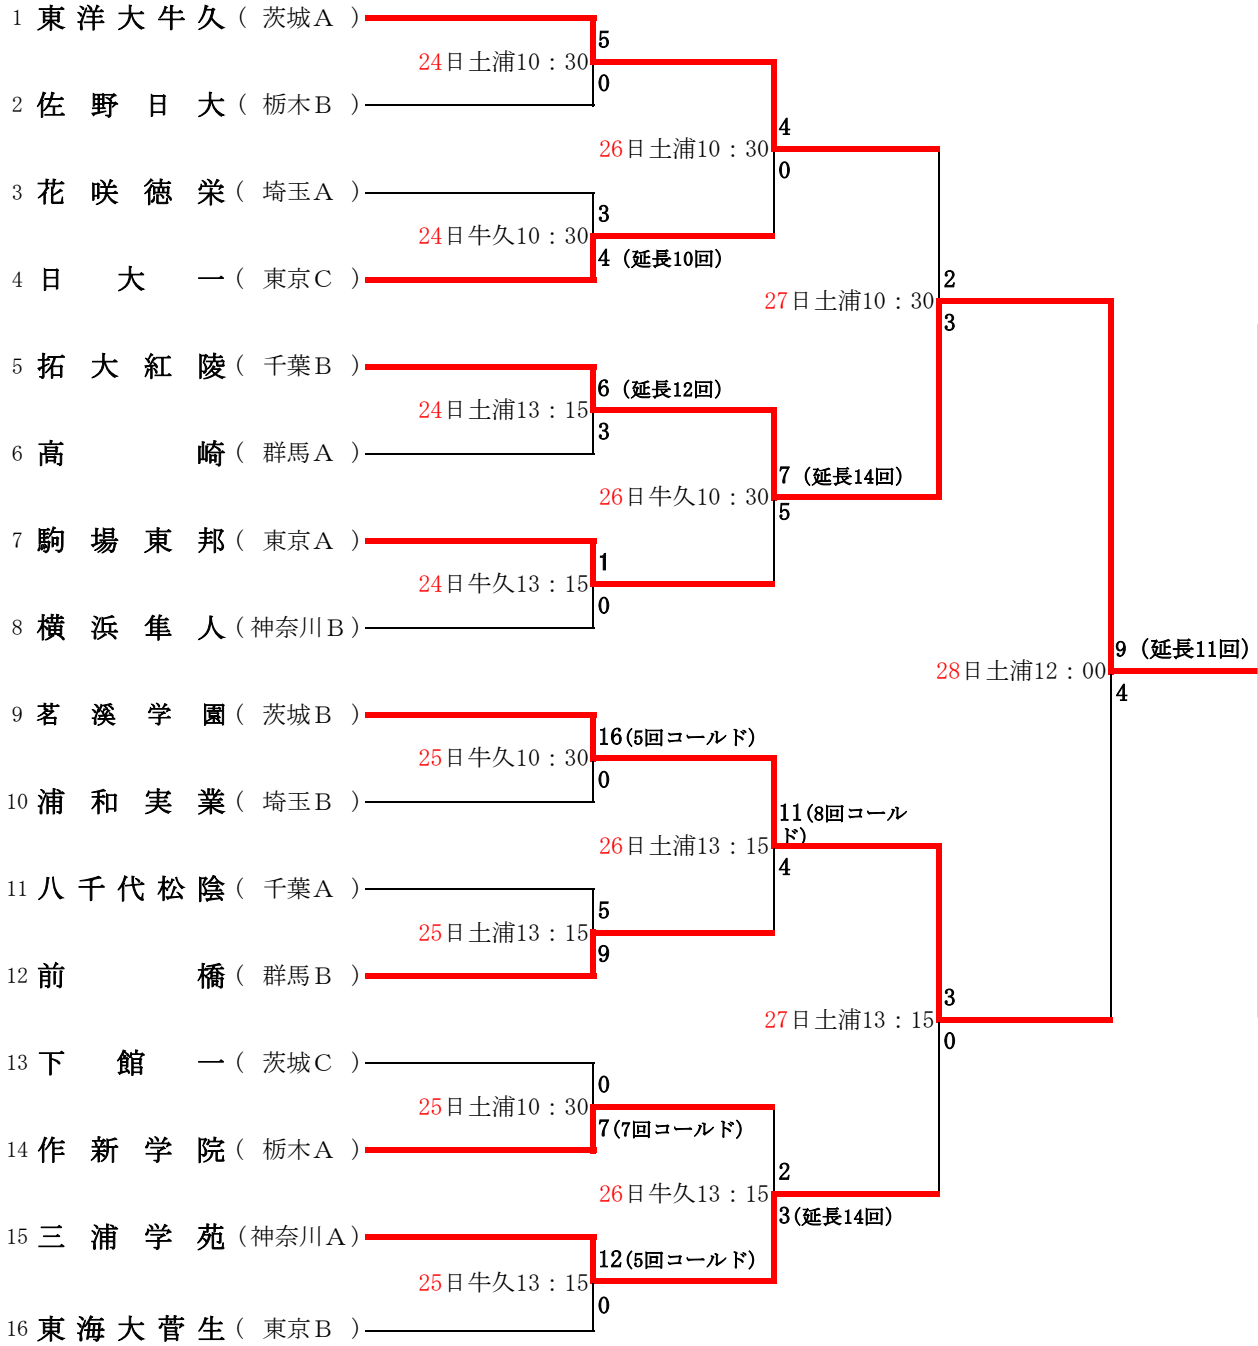 1 東洋大牛久 ( 茨城A )
5
24日土浦10：30
0
2 佐野日大 ( 栃木B )
4
26日土浦10：30
0
3 花咲徳栄 ( 埼玉A )
3
24日牛久10：30
4 (延長10回)
4 日大一 ( 東京C )
2
27日土浦10：30
3
5 拓大紅陵 ( 千葉B )
6 (延長12回)
24日土浦13：15
3
6 高崎 ( 群馬A )
7 (延長14回)
26日牛久10：30
5
7 駒場東邦 ( 東京A )
1
24日牛久13：15
0
8 横浜隼人 (神奈川B )
9 (延長11回)
28日土浦12：00
4
9 茗溪学園 ( 茨城B )
16(5回コールド)
25日牛久10：30
0
10 浦和実業 ( 埼玉B )
11(8回コール
ド)
26日土浦13：15
4
11 八千代松陰 ( 千葉A )
5
25日土浦13：15
9
12 前橋 ( 群馬B )
3
27日土浦13：15
0
13 下館一 ( 茨城C )
0
25日土浦10：30
7(7回コールド)
14 作新学院 ( 栃木A )
2
26日牛久13：15
3(延長14回)
15 三浦学苑 (神奈川A)
12(5回コールド)
25日牛久13：15
0
16 東海大菅生 ( 東京B )